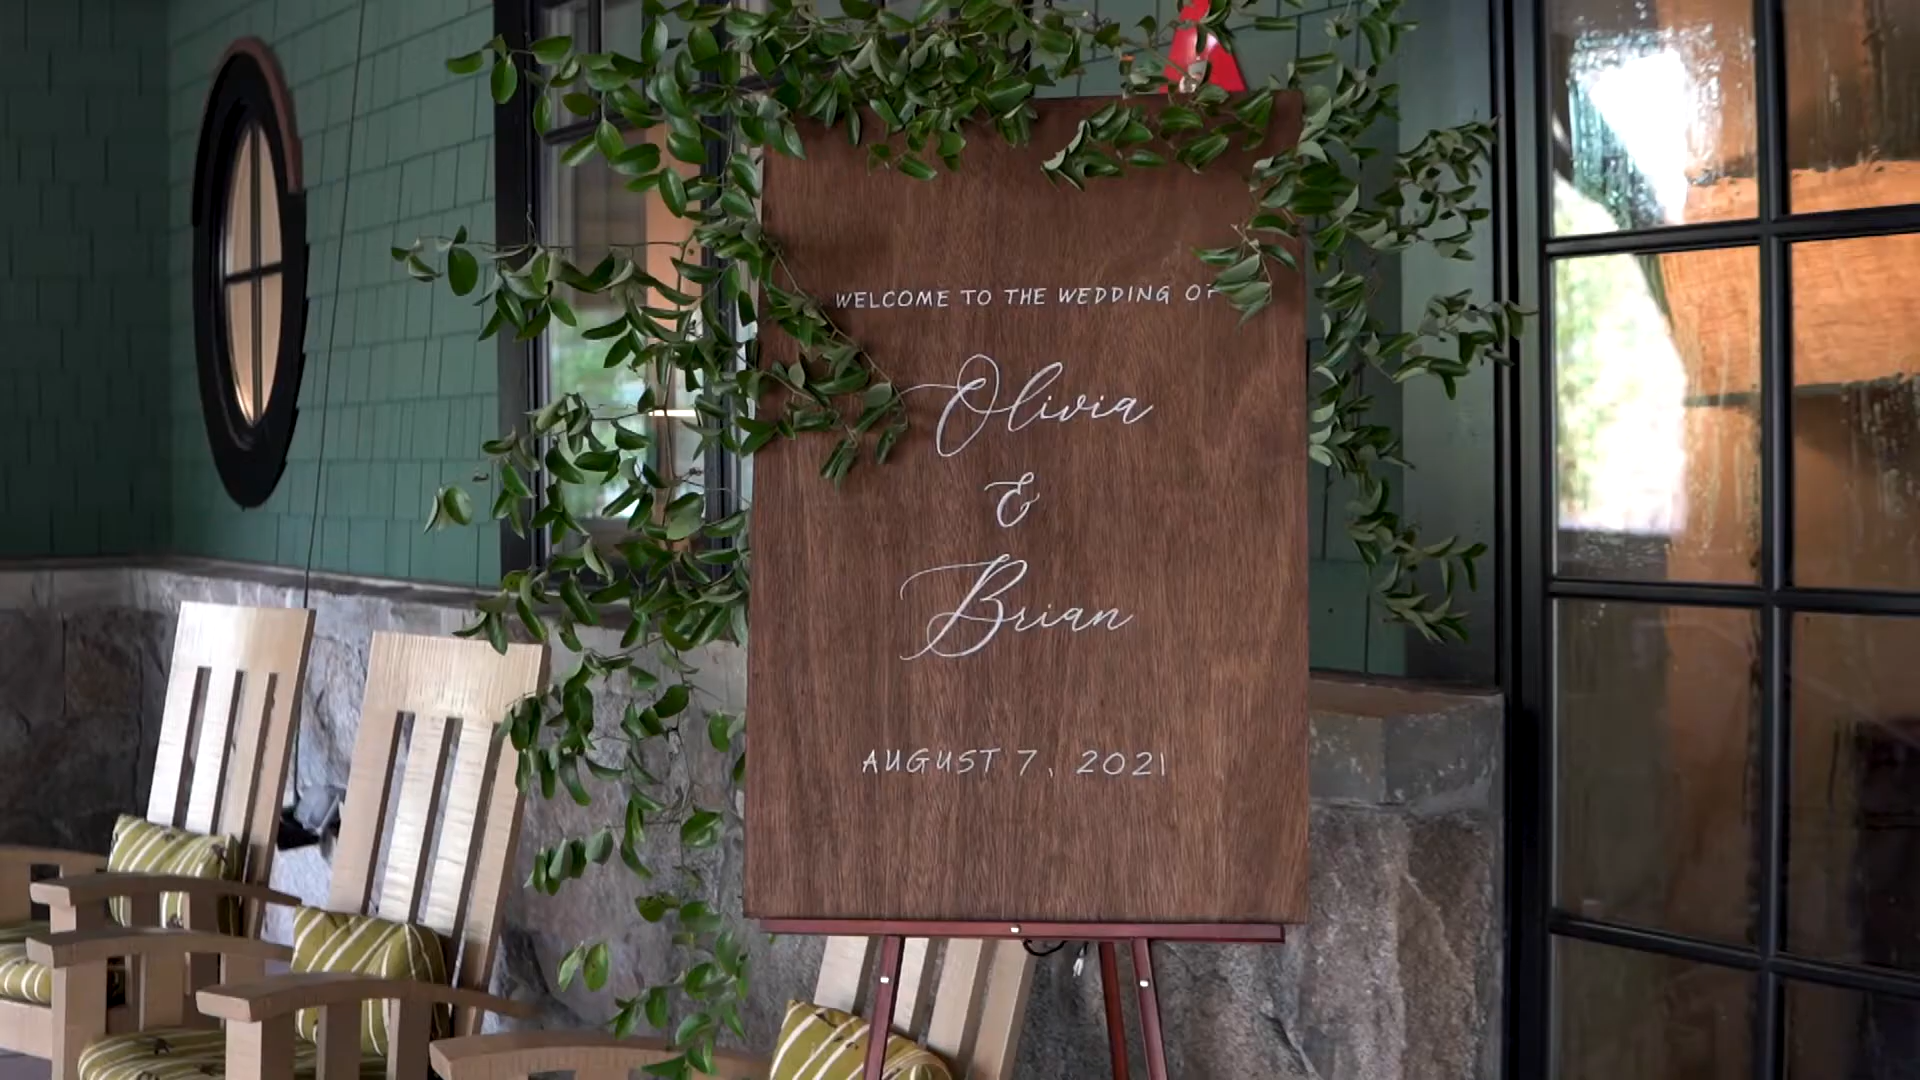 WELCOME TO THE WEDDING OF
Olivia
&
Brian
AUGUST 7, 2021